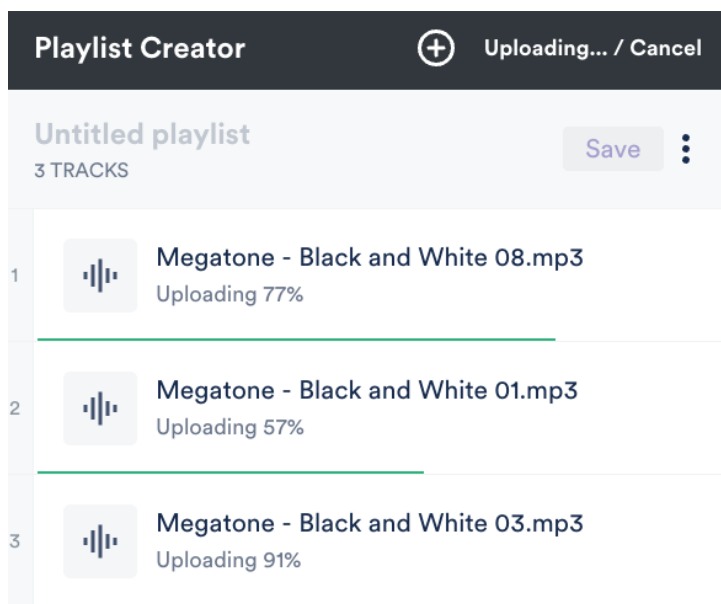 Playlist Creator
Uploading... / Cancel
Untitled playlist
Save
3 TRACKS
1
Megatone - Black and White 08.mp3
Uploading 77%
2
Megatone - Black and White 01.mp3
Uploading 57%
3
Megatone - Black and White 03.mp3
Uploading 91%